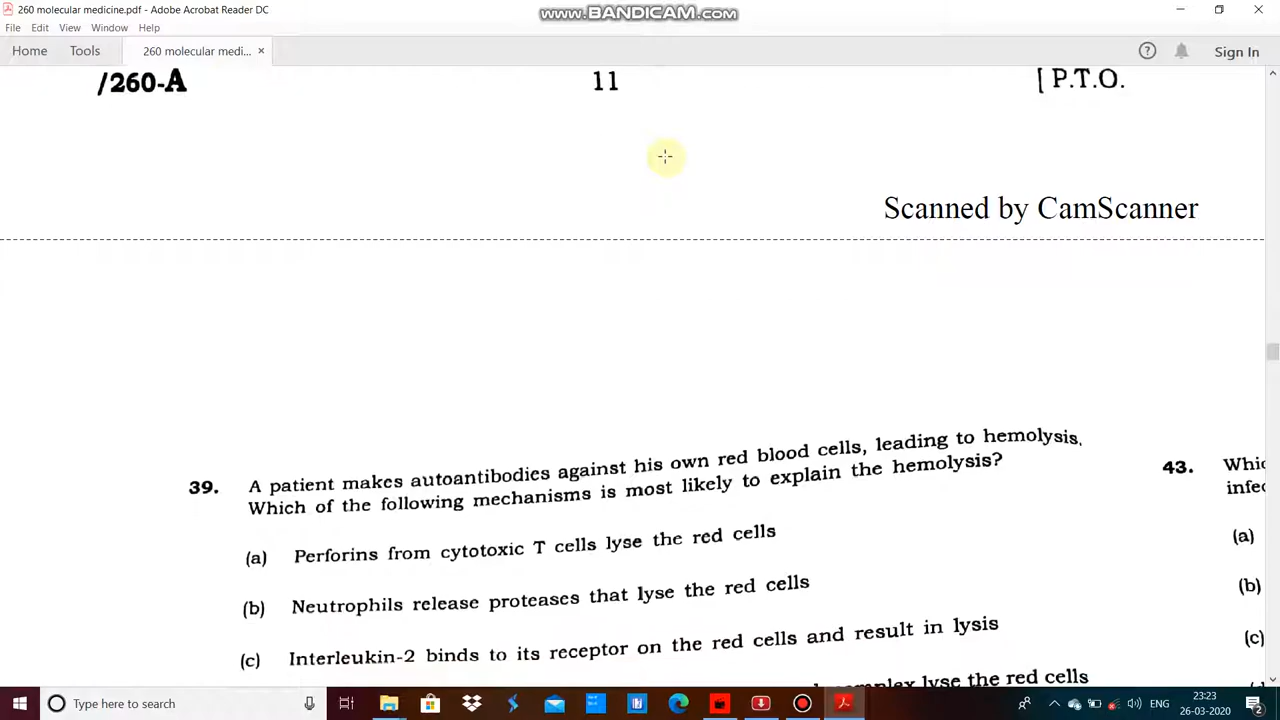 260 molecular medicine.pdf - Adobe Acrobat Reader DC
www.BANDICAM.com
File Edit View Window Help
Home Tools 260 molecular medi... × Sign In
/260-A 11 [ P.T.O.
Scanned by CamScanner
39. A patient makes autoantibodies against his own red blood cells, leading to hemolysis.
Which of the following mechanisms is most likely to explain the hemolysis?
(a) Perforins from cytotoxic T cells lyse the red cells
(b) Neutrophils release proteases that lyse the red cells
(c) Interleukin-2 binds to its receptor on the red cells and result in lysis
complex lyse the red cells
43. Whic
infec
(a)
(b)
(c)
Type here to search
ENG
23:23
26-03-2020
2